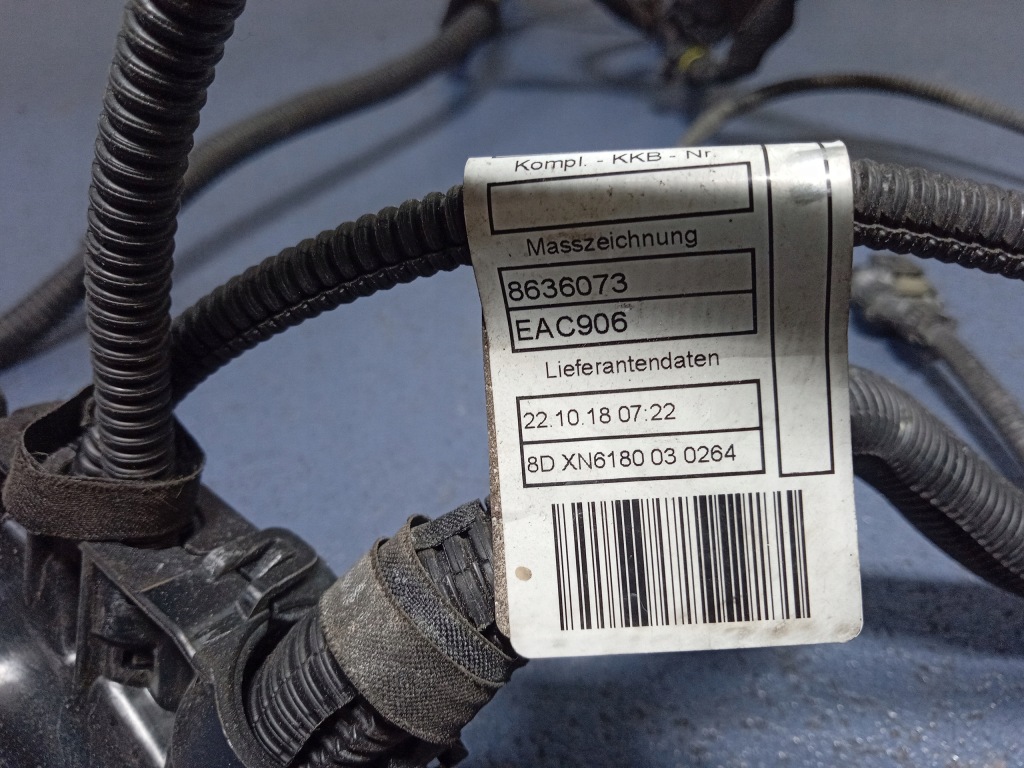 Kompl. - KKB - Nr.
Masszeichnung
8636073
EAC906
Lieferantendaten
22.10.18 07:22
8D XN6180 03 0264